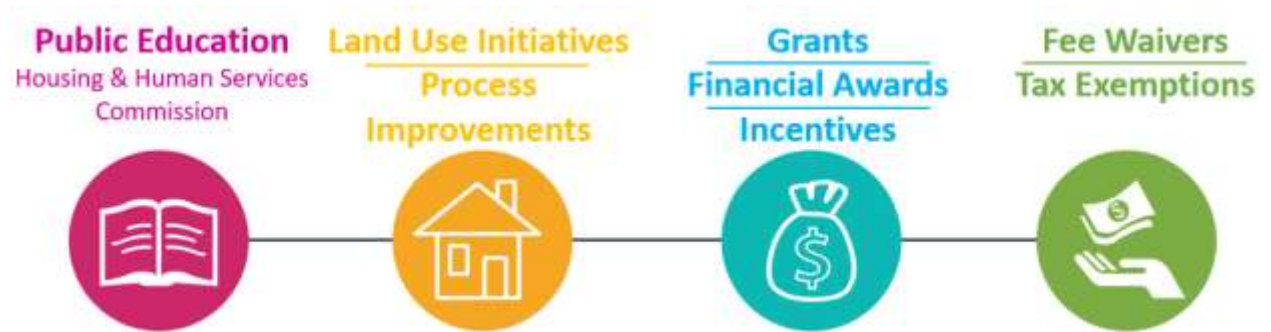 Public Education
Housing & Human Services
Commission
Land Use Initiatives
Process
Improvements
Grants
Financial Awards
Incentives
$
Fee Waivers
Tax Exemptions
$